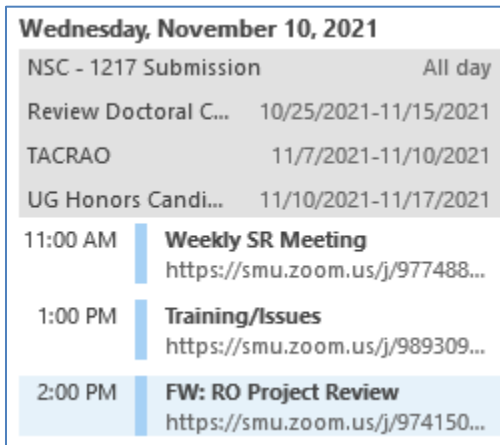 Wednesday, November 10, 2021
NSC - 1217 Submission All day
Review Doctoral C... 10/25/2021-11/15/2021
TACRAO 11/7/2021-11/10/2021
UG Honors Candi... 11/10/2021-11/17/2021
11:00 AM Weekly SR Meeting
https://smu.zoom.us/j/977488...
1:00 PM Training/Issues
https://smu.zoom.us/j/989309...
2:00 PM FW: RO Project Review
https://smu.zoom.us/j/974150...